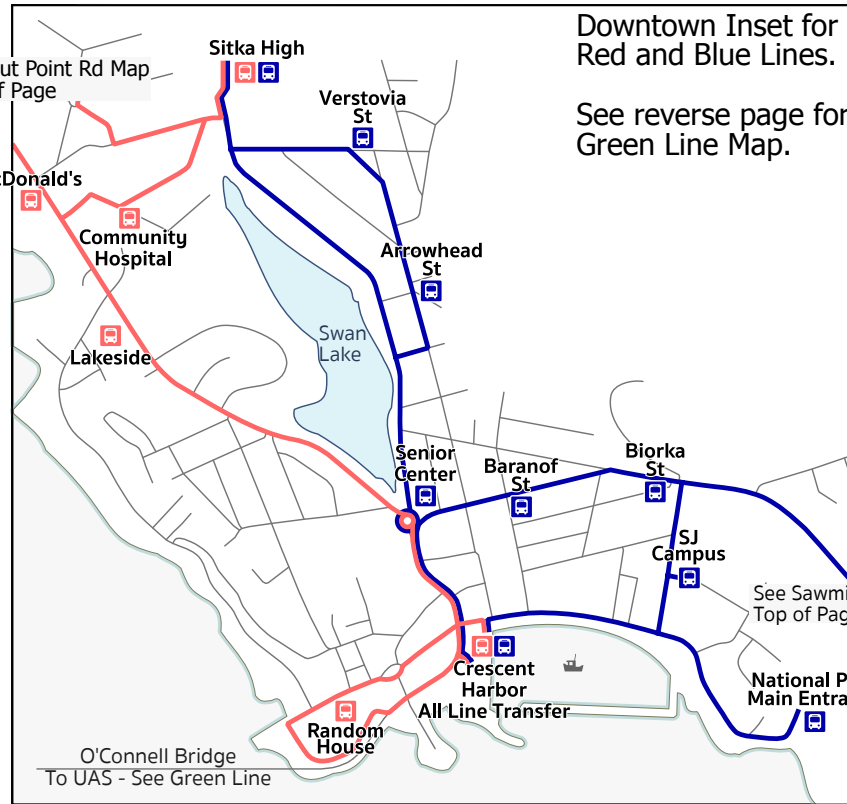 Downtown Inset for
Red and Blue Lines.
See reverse page for
Green Line Map.
Sitka High
ut Point Rd Map
f Page
Verstovia
St
Donald's
Community
Hospital
Arrowhead
St
Swan
Lake
Lakeside
Senior
Center
Baranof
St
Biorka
St
SJ
Campus
See Sawmi
Top of Pag
Crescent
Harbor
All Line Transfer
National P
Main Entra
Random
House
O'Connell Bridge
To UAS - See Green Line